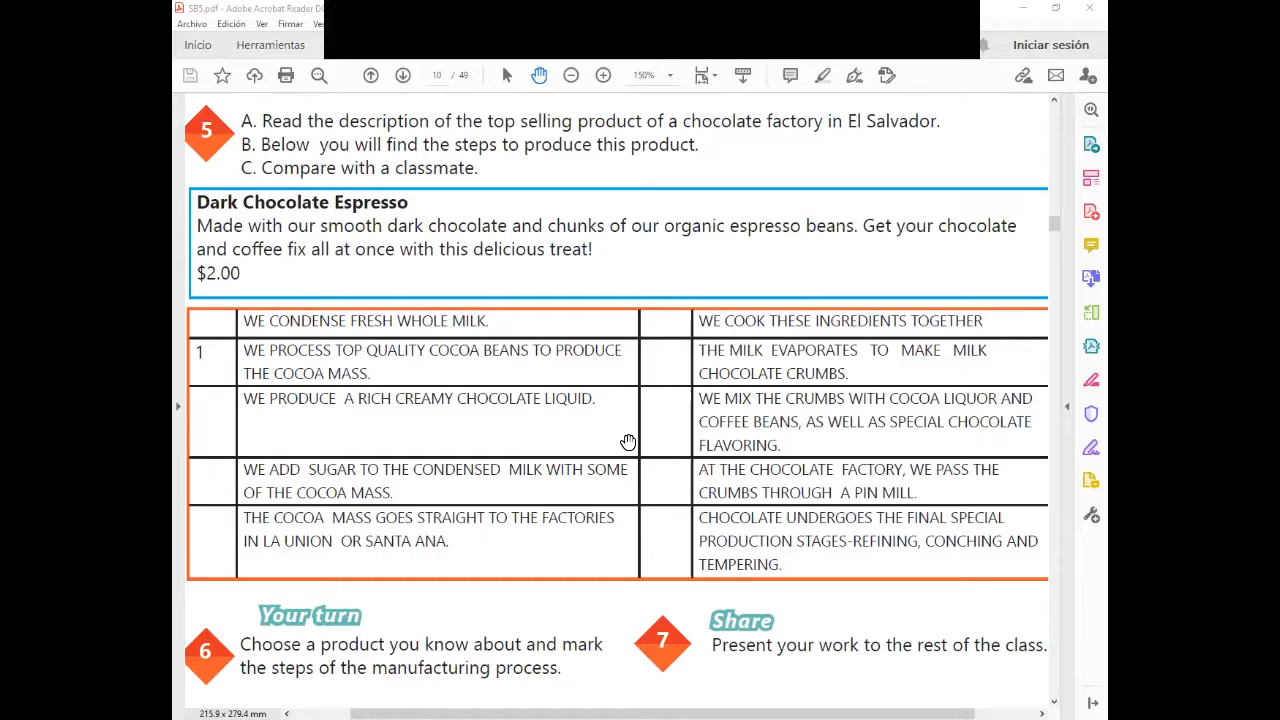 SB5.pdf - Adobe Acrobat Reader DC
Archivo Edición Ver Firmar
Inicio Herramientas Iniciar sesión
10 / 49 150%
5
A. Read the description of the top selling product of a chocolate factory in El Salvador.
B. Below you will find the steps to produce this product.
C. Compare with a classmate.
Dark Chocolate Espresso
Made with our smooth dark chocolate and chunks of our organic espresso beans. Get your chocolate
and coffee fix all at once with this delicious treat!
$2.00
WE CONDENSE FRESH WHOLE MILK.
WE COOK THESE INGREDIENTS TOGETHER
1
WE PROCESS TOP QUALITY COCOA BEANS TO PRODUCE
THE COCOA MASS.
THE MILK EVAPORATES TO MAKE MILK
CHOCOLATE CRUMBS.
WE PRODUCE A RICH CREAMY CHOCOLATE LIQUID.
WE MIX THE CRUMBS WITH COCOA LIQUOR AND
COFFEE BEANS, AS WELL AS SPECIAL CHOCOLATE
FLAVORING.
WE ADD SUGAR TO THE CONDENSED MILK WITH SOME
OF THE COCOA MASS.
AT THE CHOCOLATE FACTORY, WE PASS THE
CRUMBS THROUGH A PIN MILL.
THE COCOA MASS GOES STRAIGHT TO THE FACTORIES
IN LA UNION OR SANTA ANA.
CHOCOLATE UNDERGOES THE FINAL SPECIAL
PRODUCTION STAGES-REFINING, CONCHING AND
TEMPERING.
Your turn
6
Choose a product you know about and mark
the steps of the manufacturing process.
Share
7
Present your work to the rest of the class.
215.9 x 279.4 mm